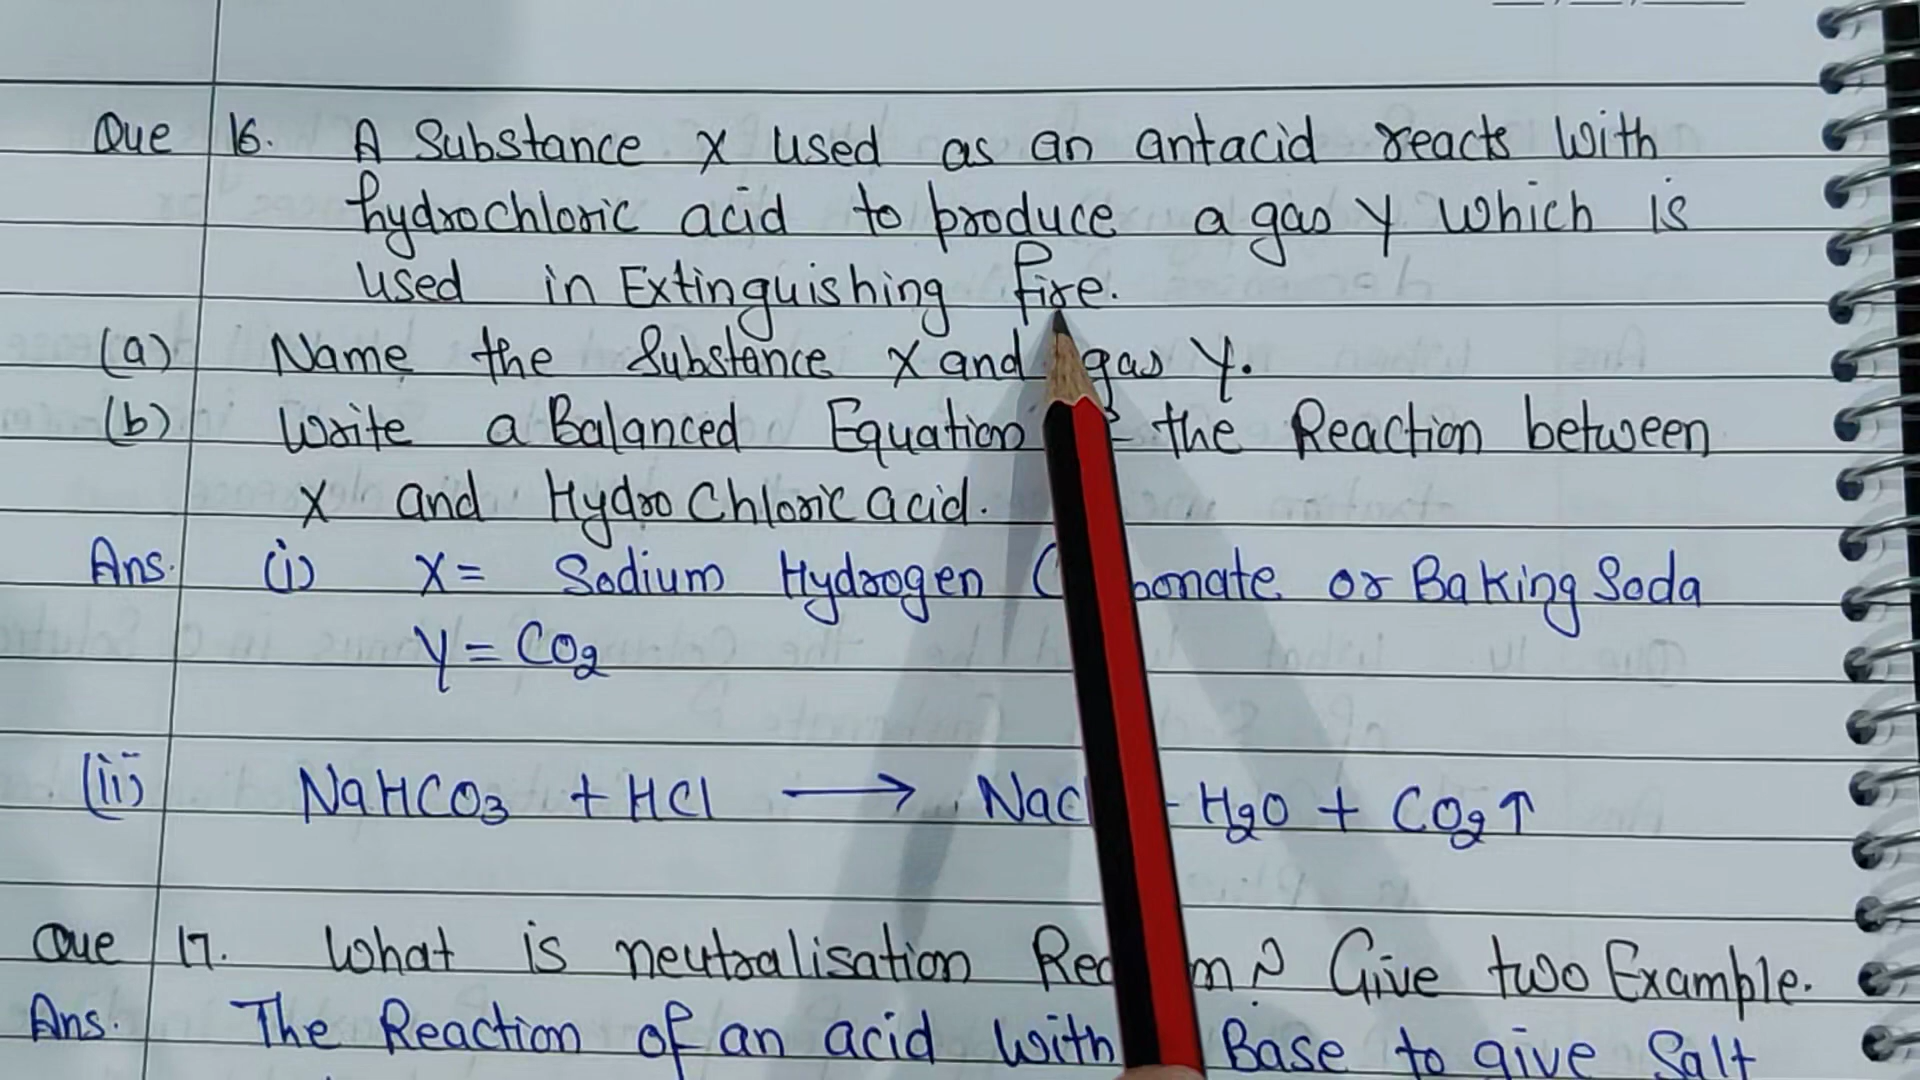 Que 16. A Substance X used as an antacid reacts with
hydrochloric acid to produce a gas Y which is
used in Extinguishing fire.
(a) Name the Substance X and gas Y.
(b) Write a Balanced Equation the Reaction between
X and Hydro Chloric acid.
Ans. (i) X = Sodium Hydrogen or Baking Soda
Y = CO2
(ii) NaHCO3 + HCl → NaC + H2O + CO2↑
Que 17. What is neutralisation ? Give two Example.
Ans. The Reaction of an acid with Base to give Salt